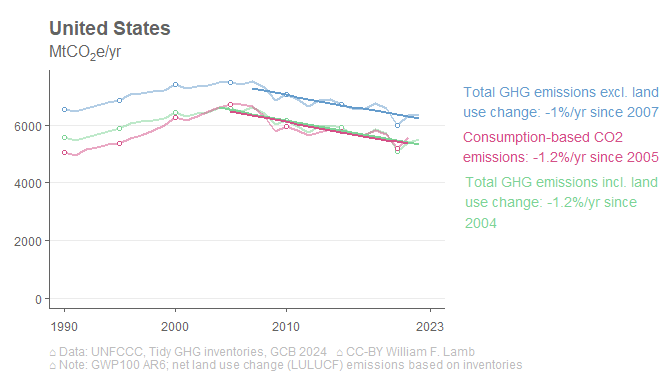 United States
MtCO2e/yr
Total GHG emissions excl. land
use change: -1%/yr since 2007
Consumption-based CO2
emissions: -1.2%/yr since 2005
Total GHG emissions incl. land
use change: -1.2%/yr since
2004
6000
4000
2000
0
1990 2000 2010 2023
⌂ Data: UNFCCC, Tidy GHG inventories, GCB 2024 ⌂ CC-BY William F. Lamb
⌂ Note: GWP100 AR6; net land use change (LULUCF) emissions based on inventories